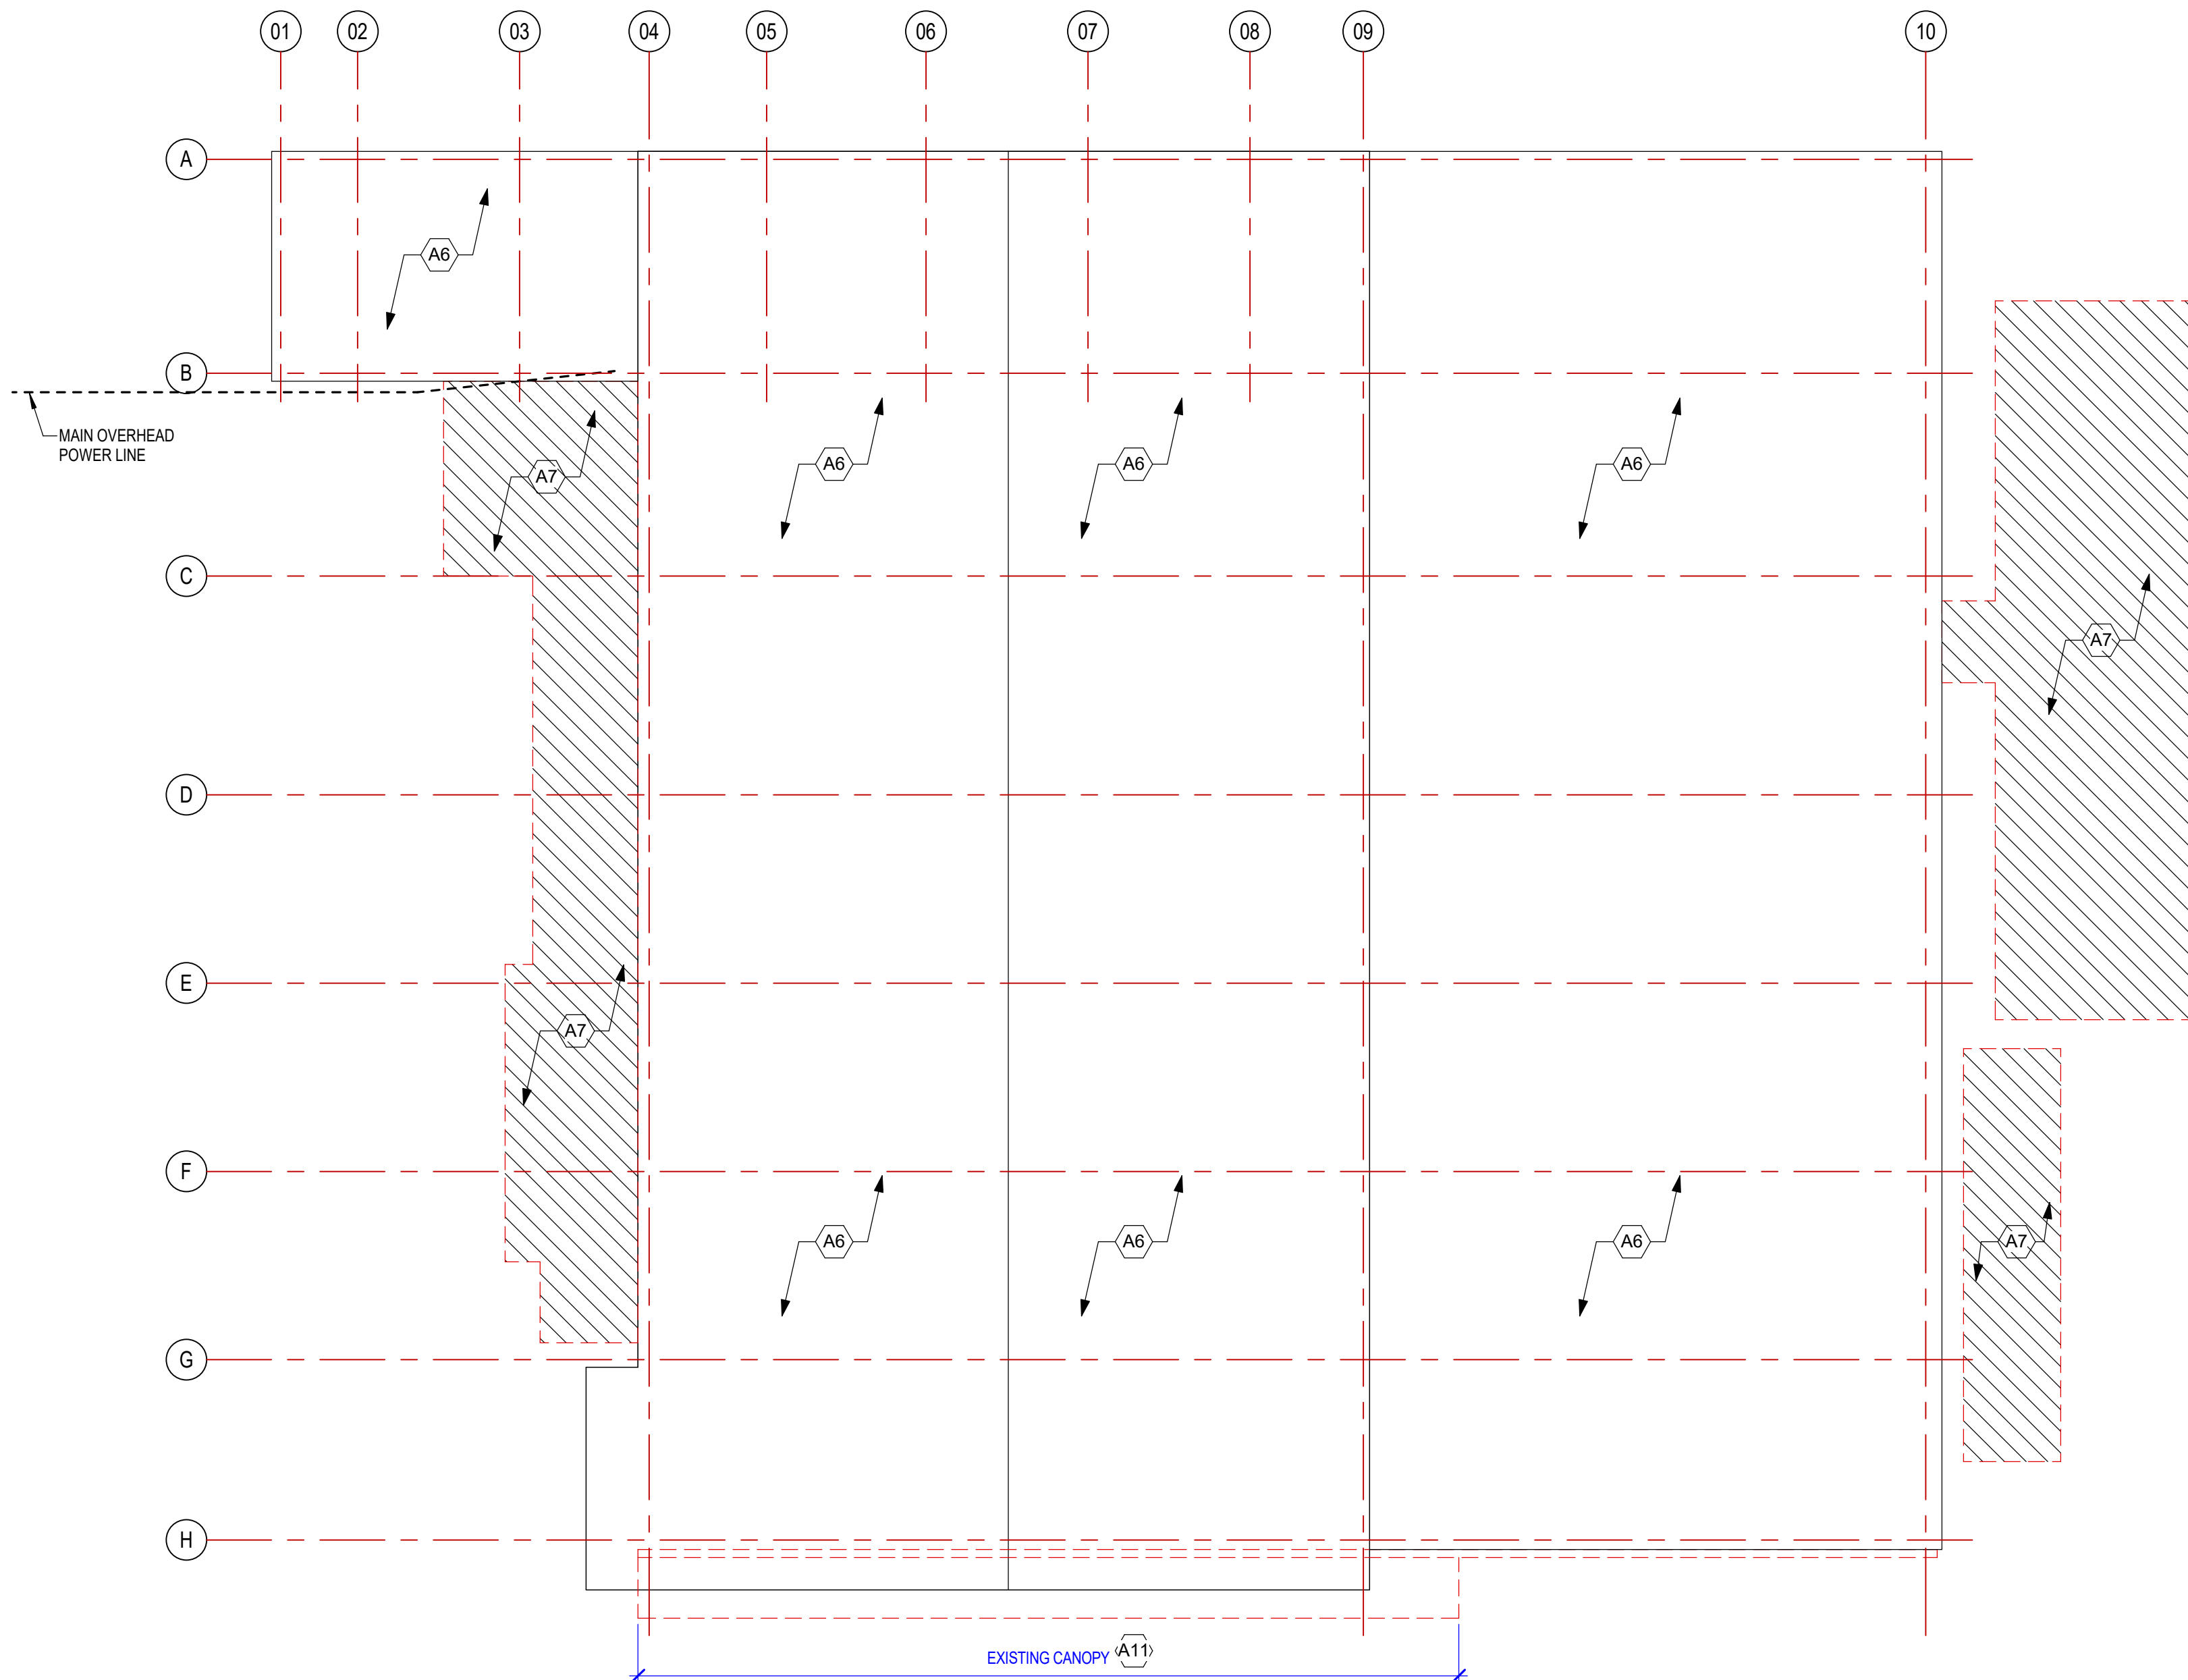 01 02 03 04 05 06 07 08 09 10
A
A6
B
MAIN OVERHEAD
POWER LINE
A7 A6 A6 A6
C
A7
D
E
A7
F
A6 A6 A6 A7
G
H
EXISTING CANOPY A11